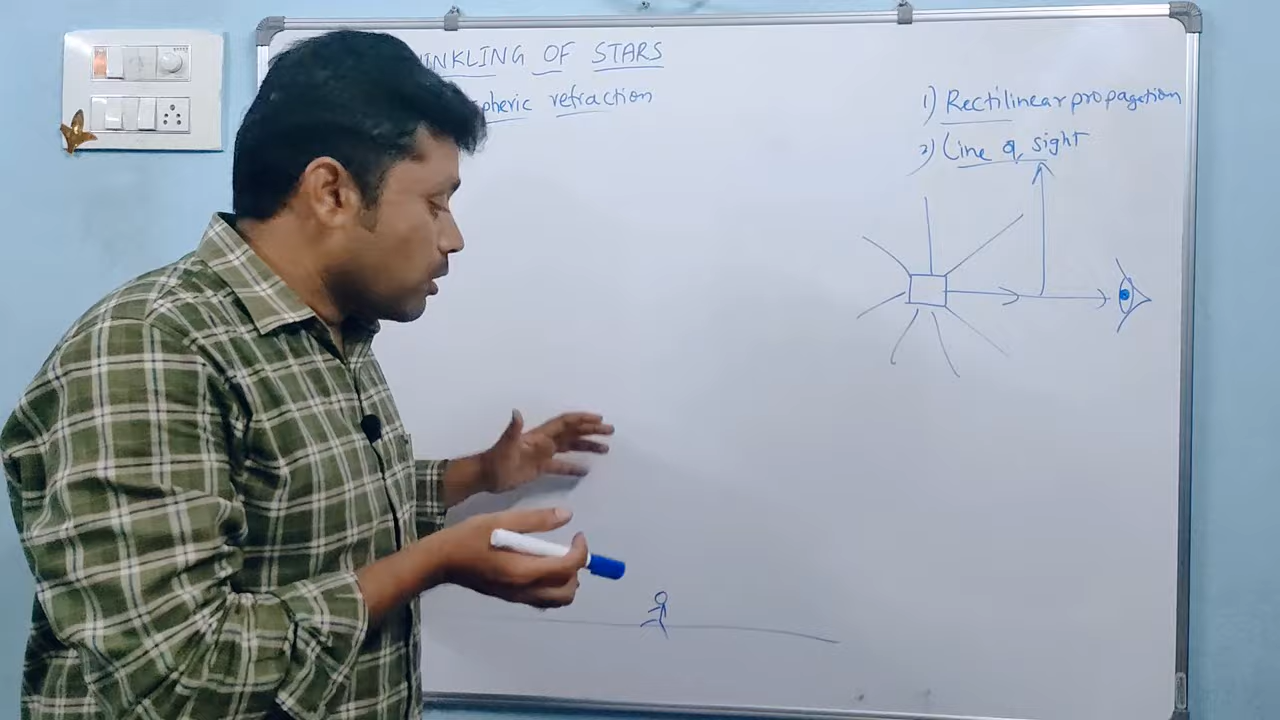 INKLING OF STARS
pheric refraction
1) Rectilinear propagation
2) Line of sight